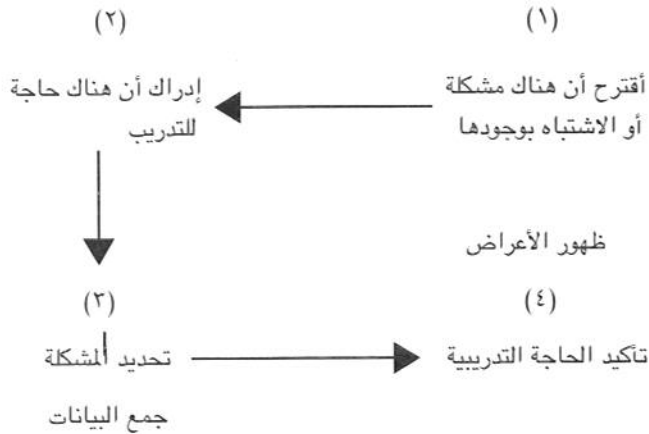 (١)
أقترح أن هناك مشكلة
أو الاشتباه بوجودها
(٢)
إدراك أن هناك حاجة
للتدريب
ظهور الأعراض
(٣)
تحديد المشكلة
جمع البيانات
(٤)
تأكيد الحاجة التدريبية